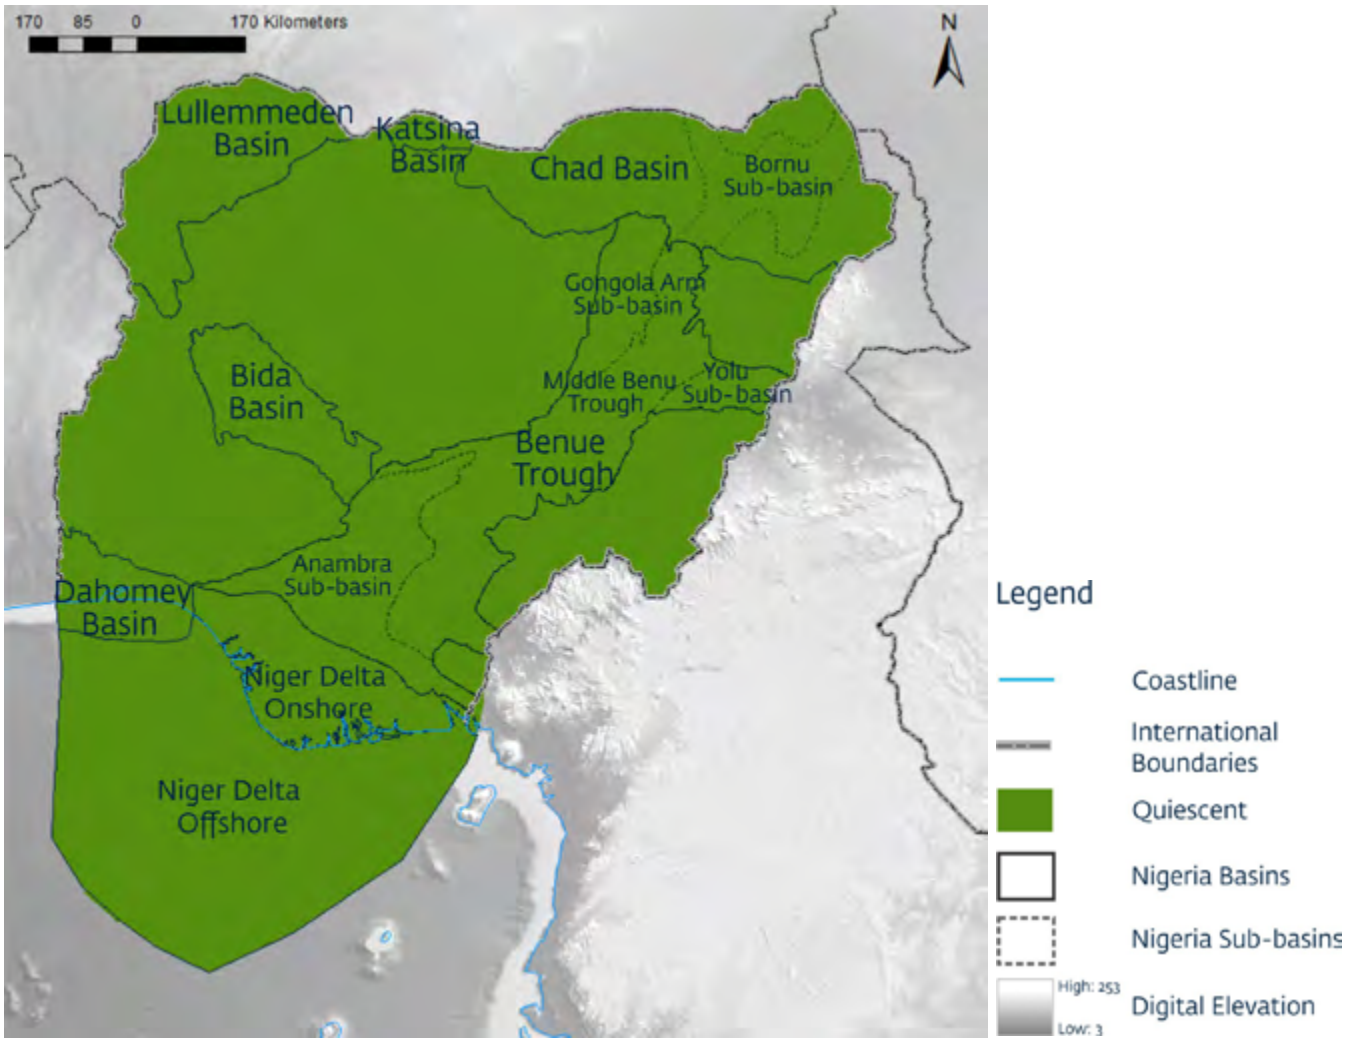 170 85 0 170 Kilometers
N
Lullemmeden
Basin
Katsina
Basin
Chad Basin
Bornu
Sub-basin
Gongola Arm
Sub-basin
Bida
Basin
Middle Benu
Trough
Yolu
Sub-basin
Benue
Trough
Anambra
Sub-basin
Dahomey
Basin
Niger Delta
Onshore
Niger Delta
Offshore
Legend
Coastline
International
Boundaries
Quiescent
Nigeria Basins
Nigeria Sub-basins
High: 253
Digital Elevation
Low: 3